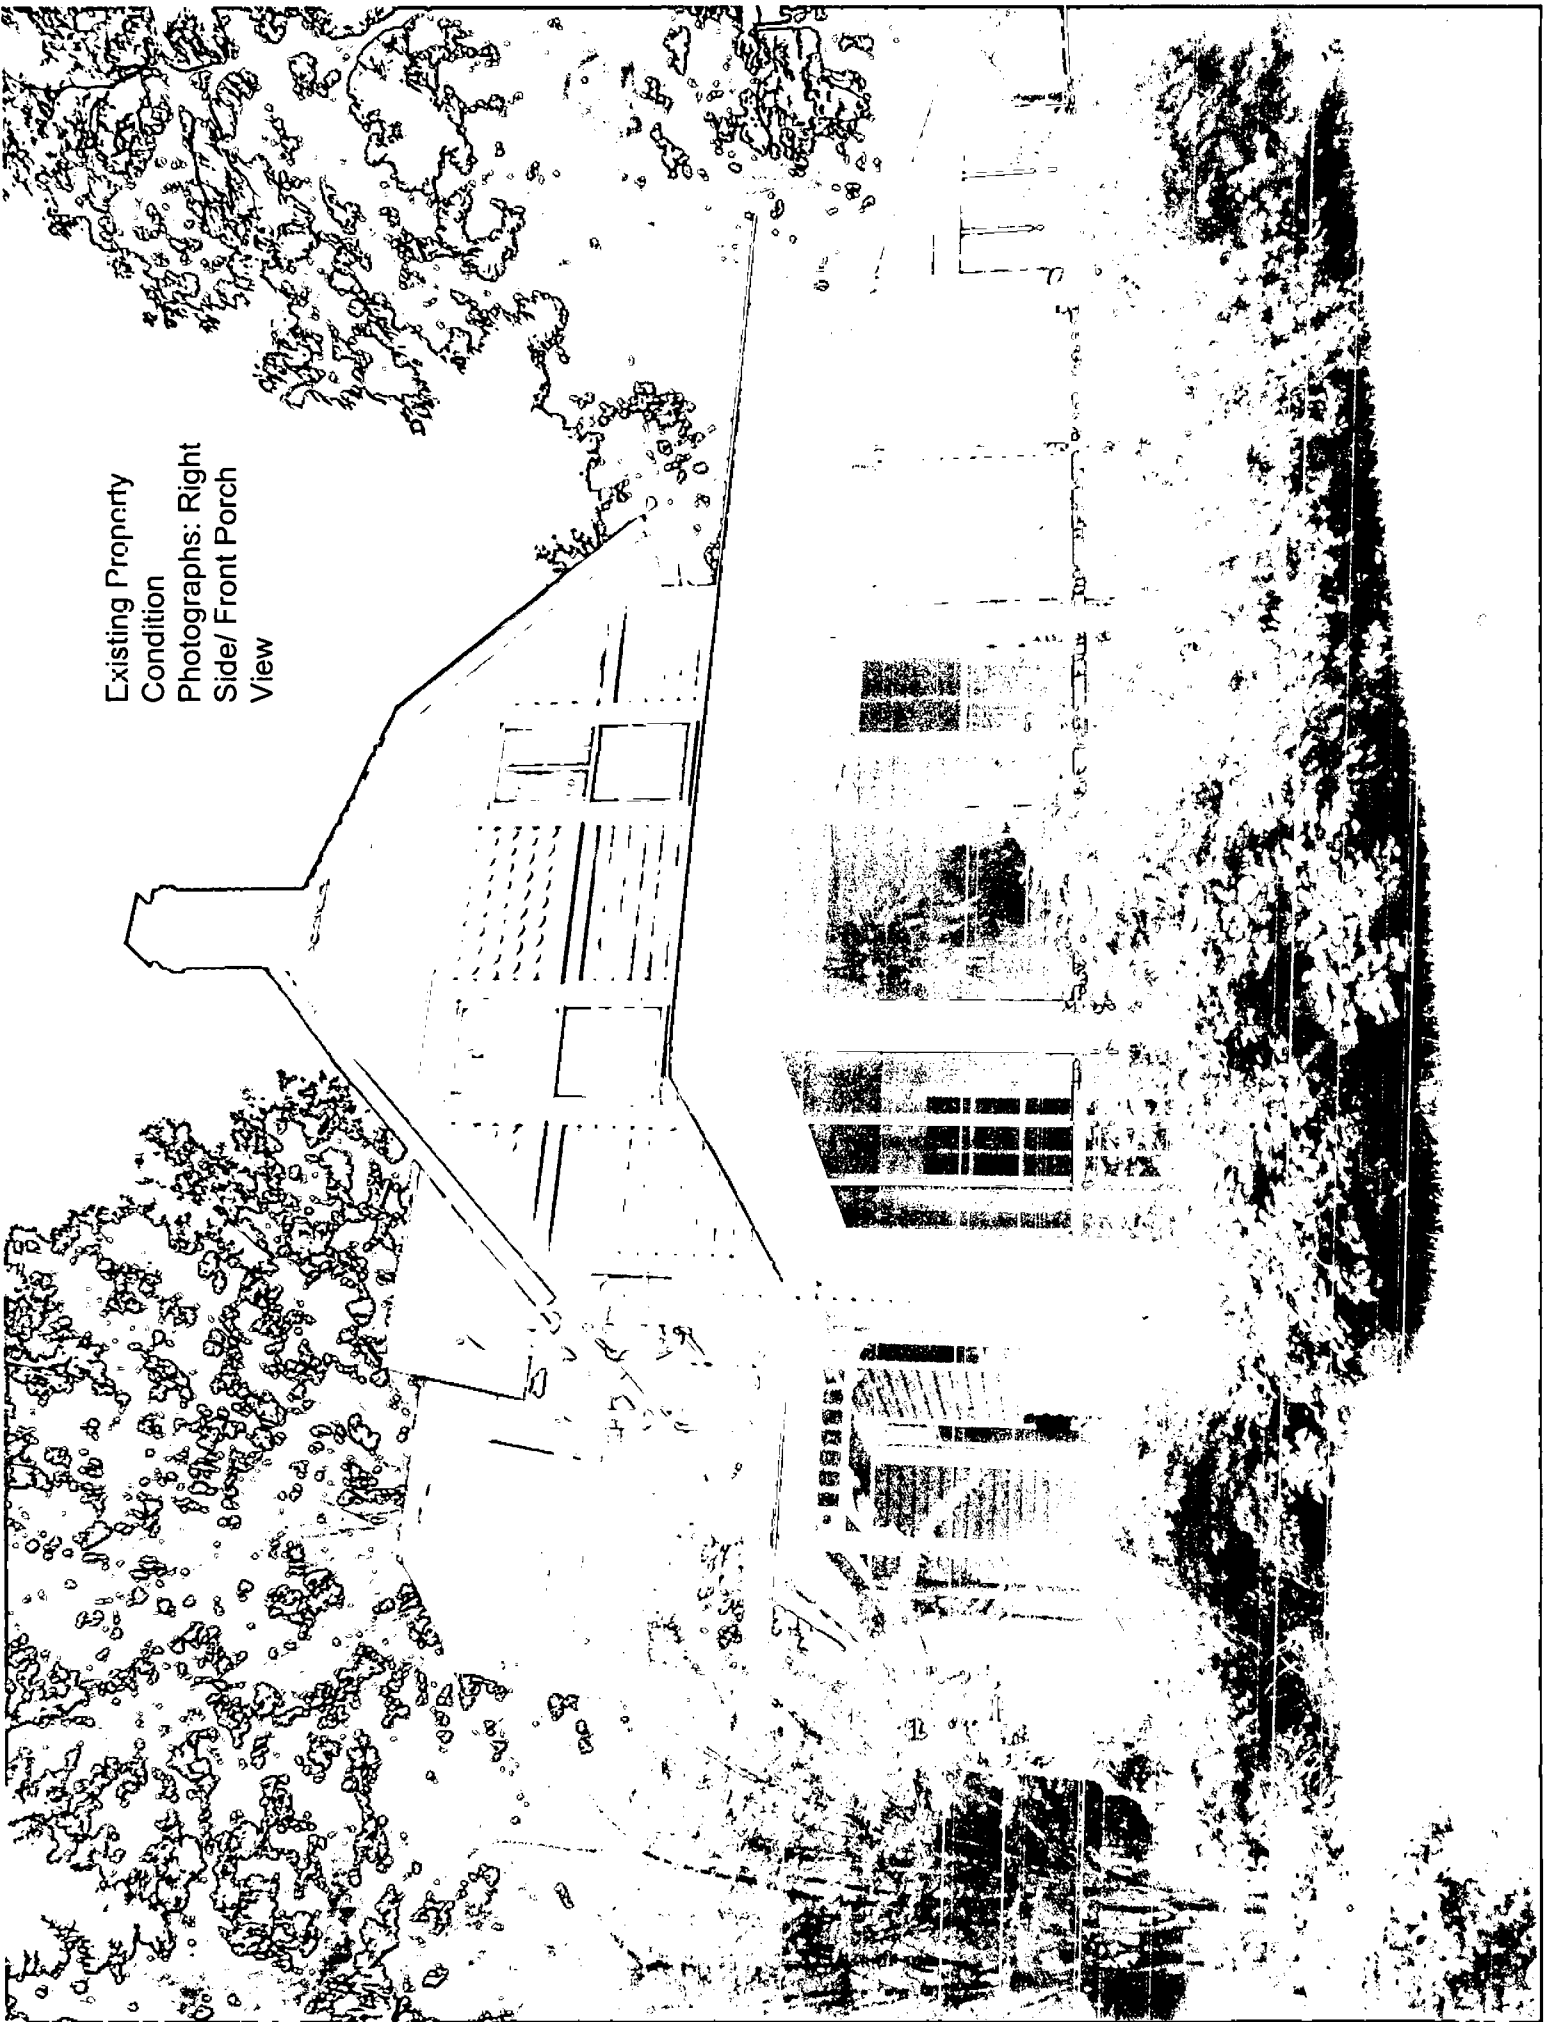 Existing Property
Condition
Photographs: Right
Side/ Front Porch
View